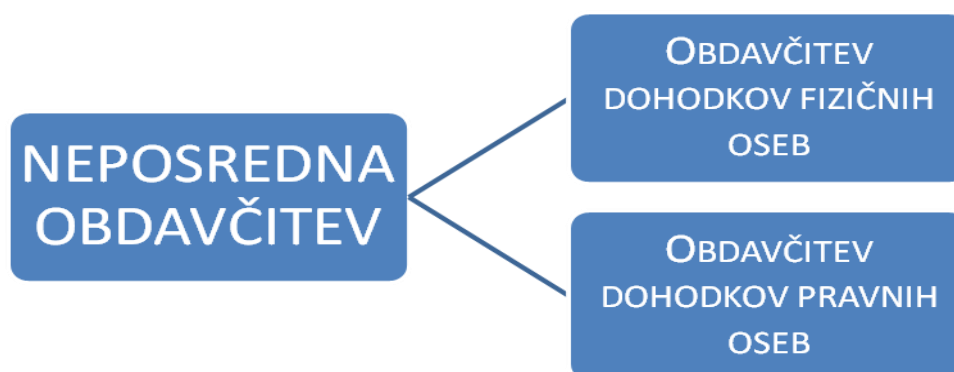 NEPOSREDNA
OBDAVČITEV
OBDAVČITEV
DOHODKOV FIZIČNIH
OSEB
OBDAVČITEV
DOHODKOV PRAVNIH
OSEB